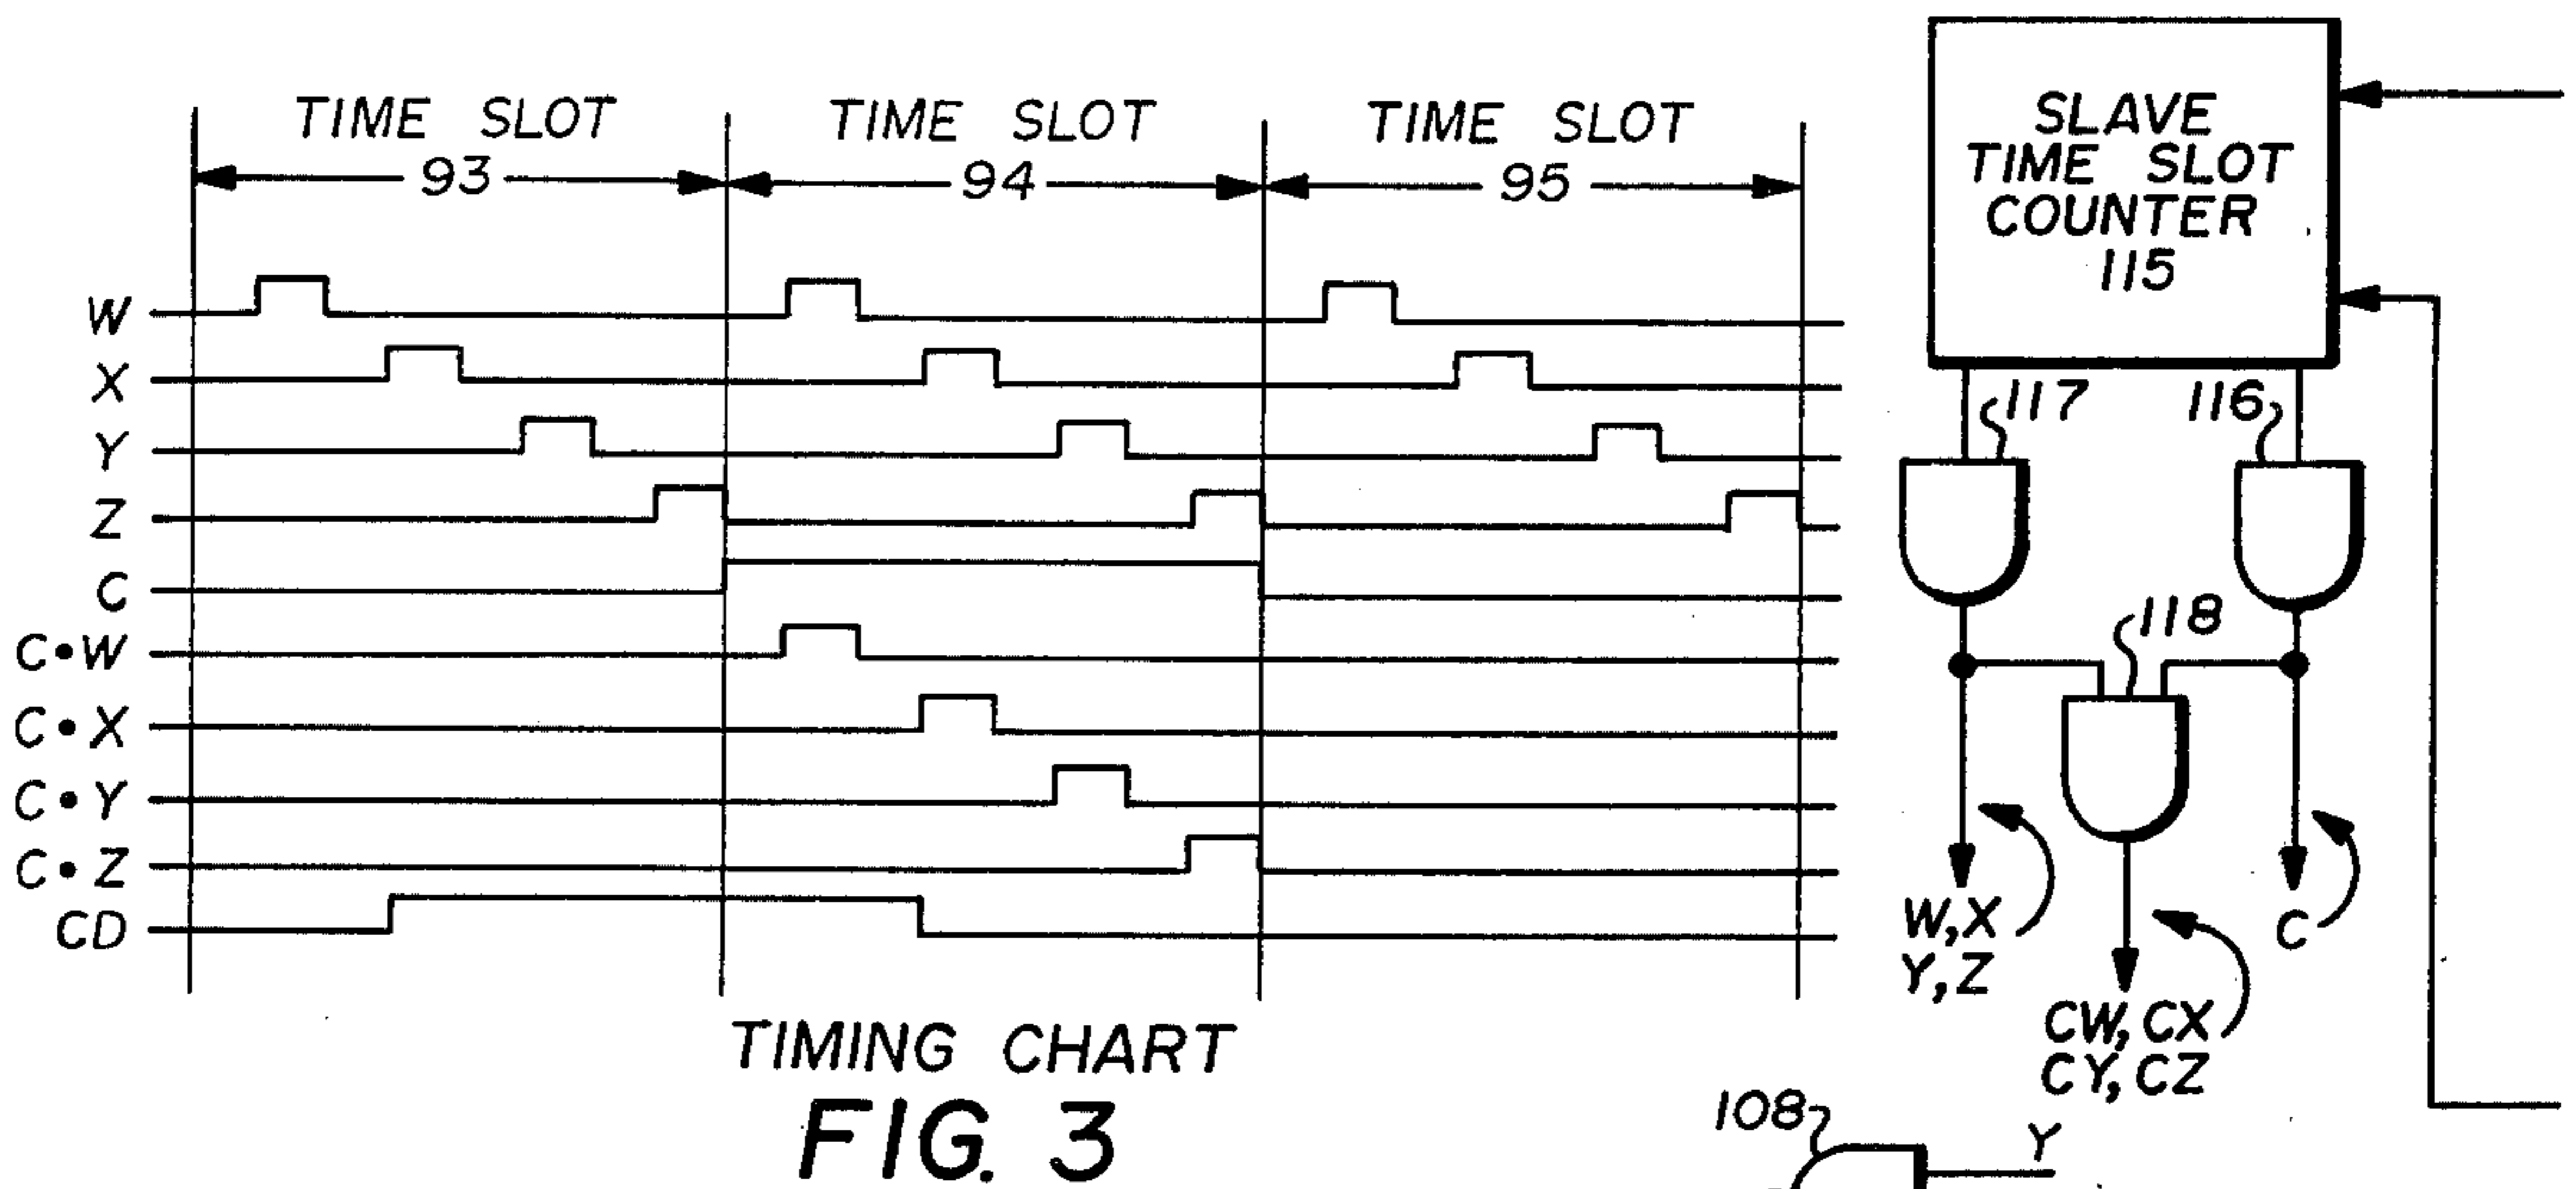 TIME SLOT
93
TIME SLOT
94
TIME SLOT
95
W
X
Y
Z
C
C•W
C•X
C•Y
C•Z
CD
TIMING CHART
FIG. 3
SLAVE
TIME SLOT
COUNTER
115
117
116
118
W,X
Y,Z
C
CW, CX
CY, CZ
108
Y